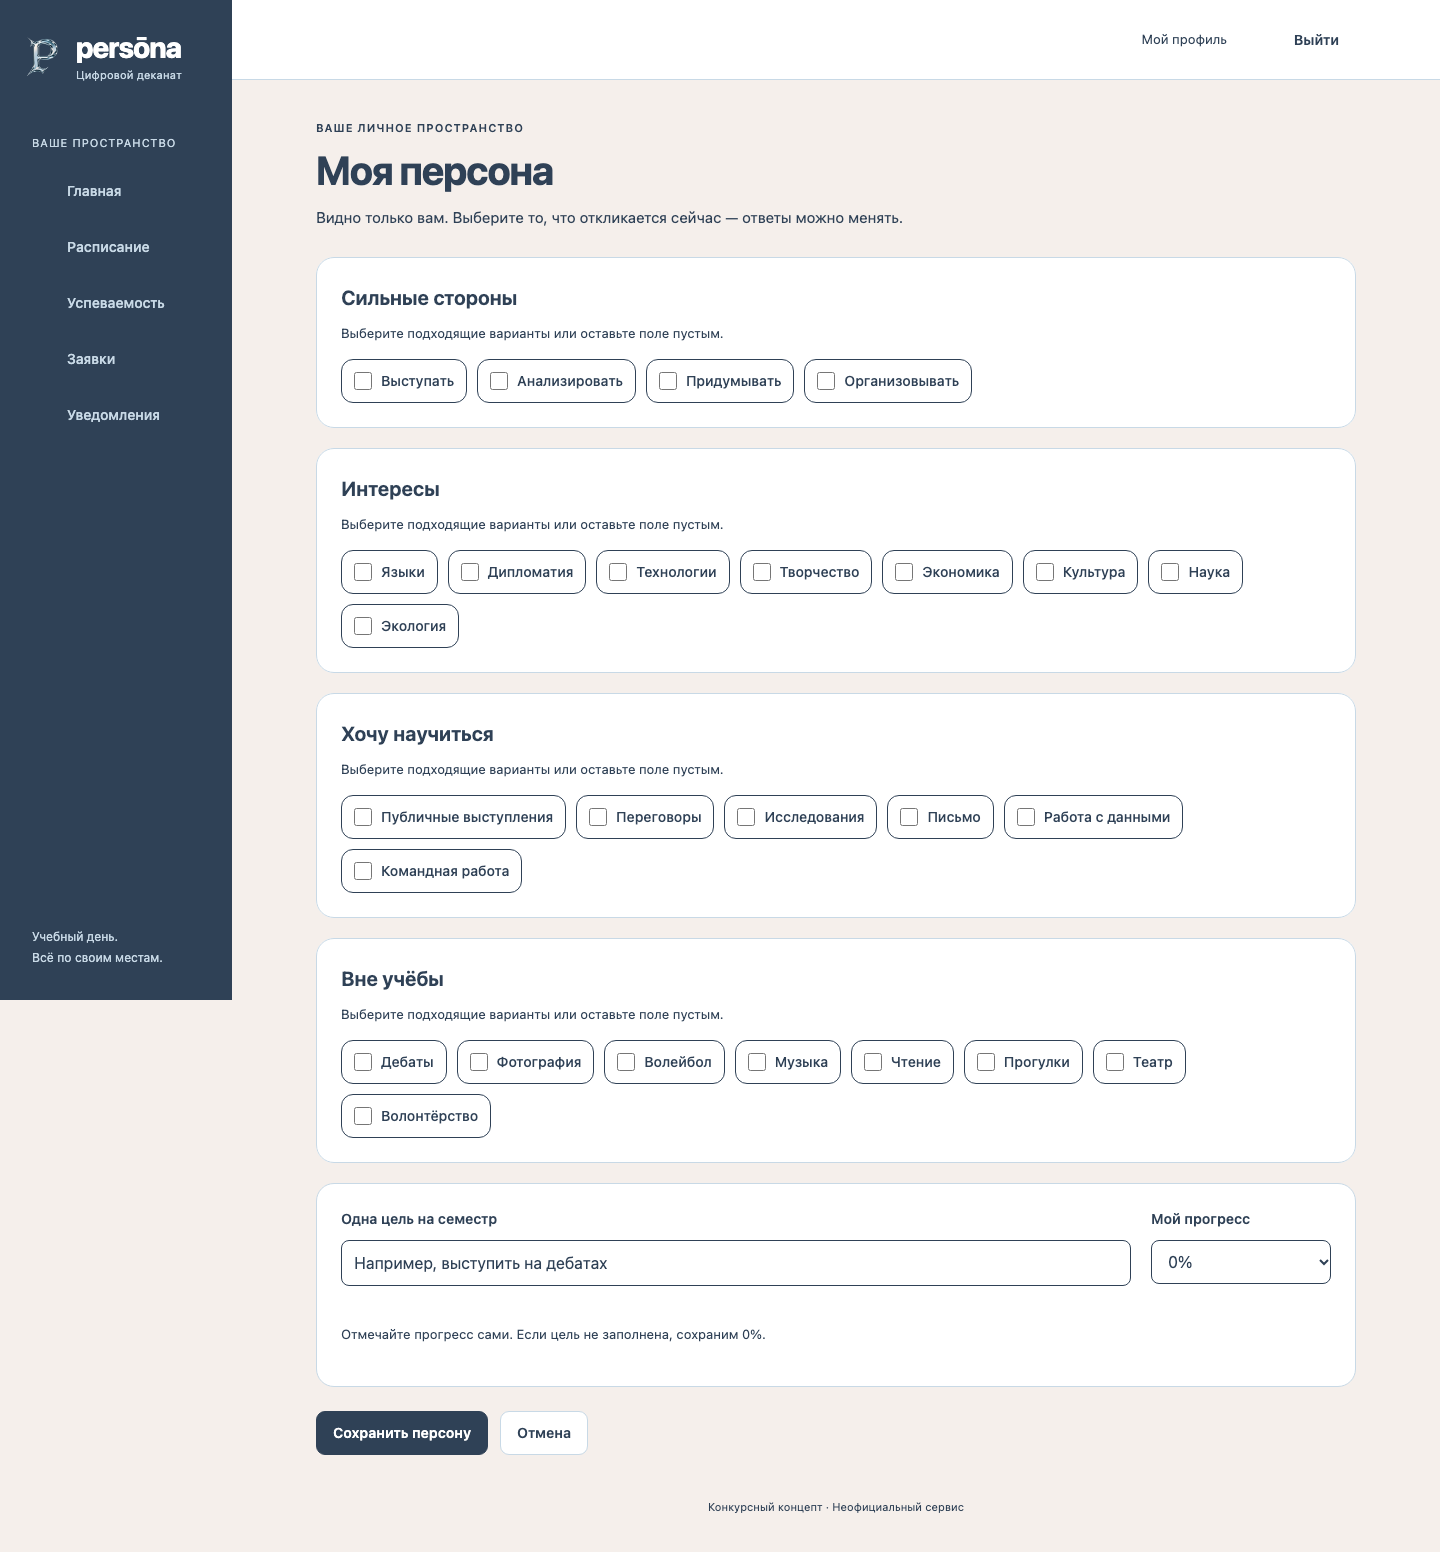 persōna
Цифровой деканат
Мой профиль
Выйти
ВАШЕ ПРОСТРАНСТВО
Главная
Расписание
Успеваемость
Заявки
Уведомления
Учебный день.
Всё по своим местам.
ВАШЕ ЛИЧНОЕ ПРОСТРАНСТВО
Моя персона
Видно только вам. Выберите то, что откликается сейчас — ответы можно менять.
Сильные стороны
Выберите подходящие варианты или оставьте поле пустым.
Выступать Анализировать Придумывать Организовывать
Интересы
Выберите подходящие варианты или оставьте поле пустым.
Языки Дипломатия Технологии Творчество Экономика Культура Наука
Экология
Хочу научиться
Выберите подходящие варианты или оставьте поле пустым.
Публичные выступления Переговоры Исследования Письмо Работа с данными
Командная работа
Вне учёбы
Выберите подходящие варианты или оставьте поле пустым.
Дебаты Фотография Волейбол Музыка Чтение Прогулки Театр
Волонтёрство
Одна цель на семестр
Например, выступить на дебатах
Мой прогресс
0%
Отмечайте прогресс сами. Если цель не заполнена, сохраним 0%.
Сохранить персону Отмена
Конкурсный концепт · Неофициальный сервис